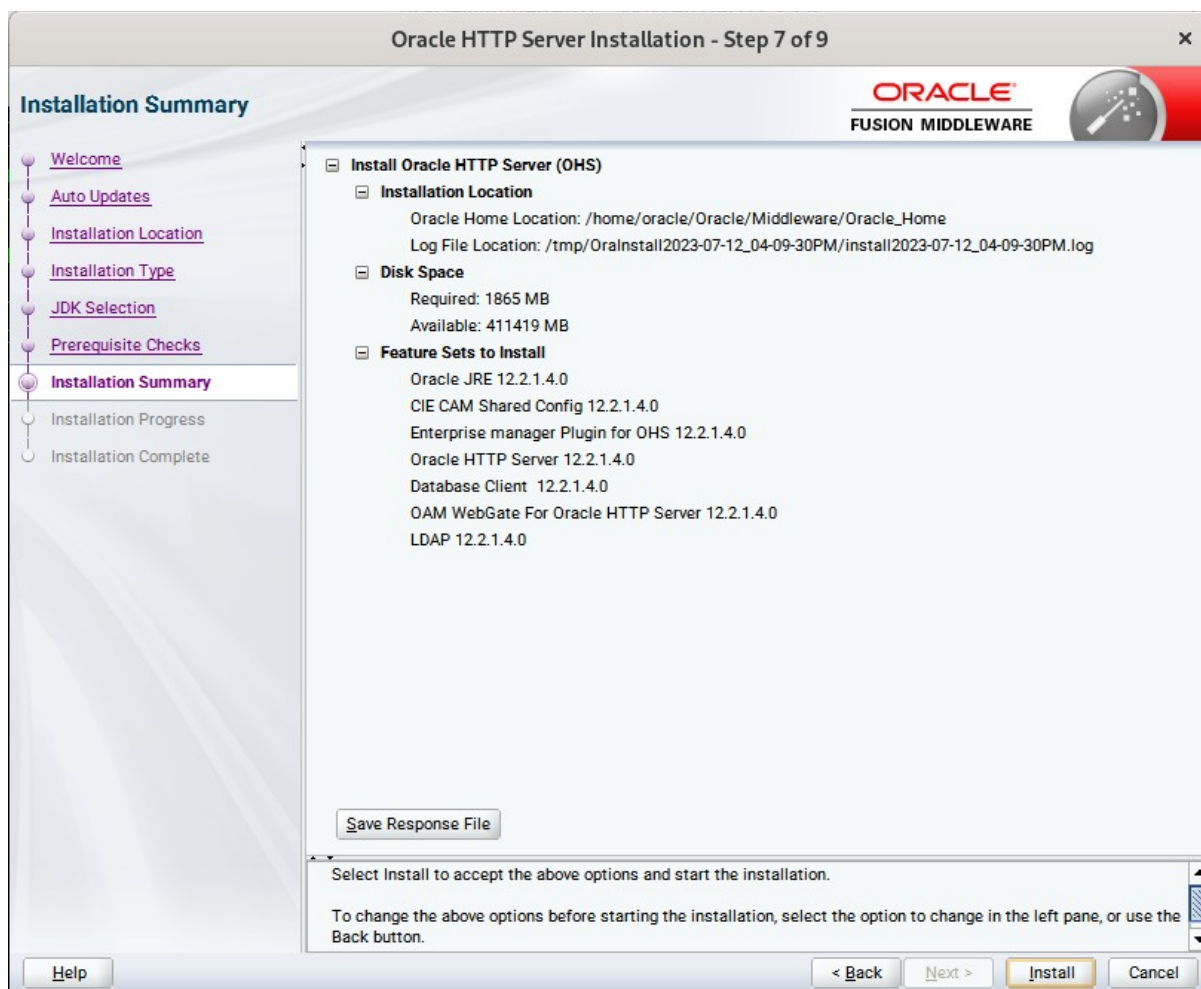 Oracle HTTP Server Installation - Step 7 of 9
Installation Summary
ORACLE
FUSION MIDDLEWARE
Welcome
Auto Updates
Installation Location
Installation Type
JDK Selection
Prerequisite Checks
Installation Summary
Installation Progress
Installation Complete
Install Oracle HTTP Server (OHS)
Installation Location
Oracle Home Location: /home/oracle/Oracle/Middleware/Oracle_Home
Log File Location: /tmp/OraInstall2023-07-12_04-09-30PM/install2023-07-12_04-09-30PM.log
Disk Space
Required: 1865 MB
Available: 411419 MB
Feature Sets to Install
Oracle JRE 12.2.1.4.0
CIE CAM Shared Config 12.2.1.4.0
Enterprise manager Plugin for OHS 12.2.1.4.0
Oracle HTTP Server 12.2.1.4.0
Database Client 12.2.1.4.0
OAM WebGate For Oracle HTTP Server 12.2.1.4.0
LDAP 12.2.1.4.0
Save Response File
Select Install to accept the above options and start the installation.
To change the above options before starting the installation, select the option to change in the left pane, or use the
Back button.
Help
< Back
Next >
Install
Cancel